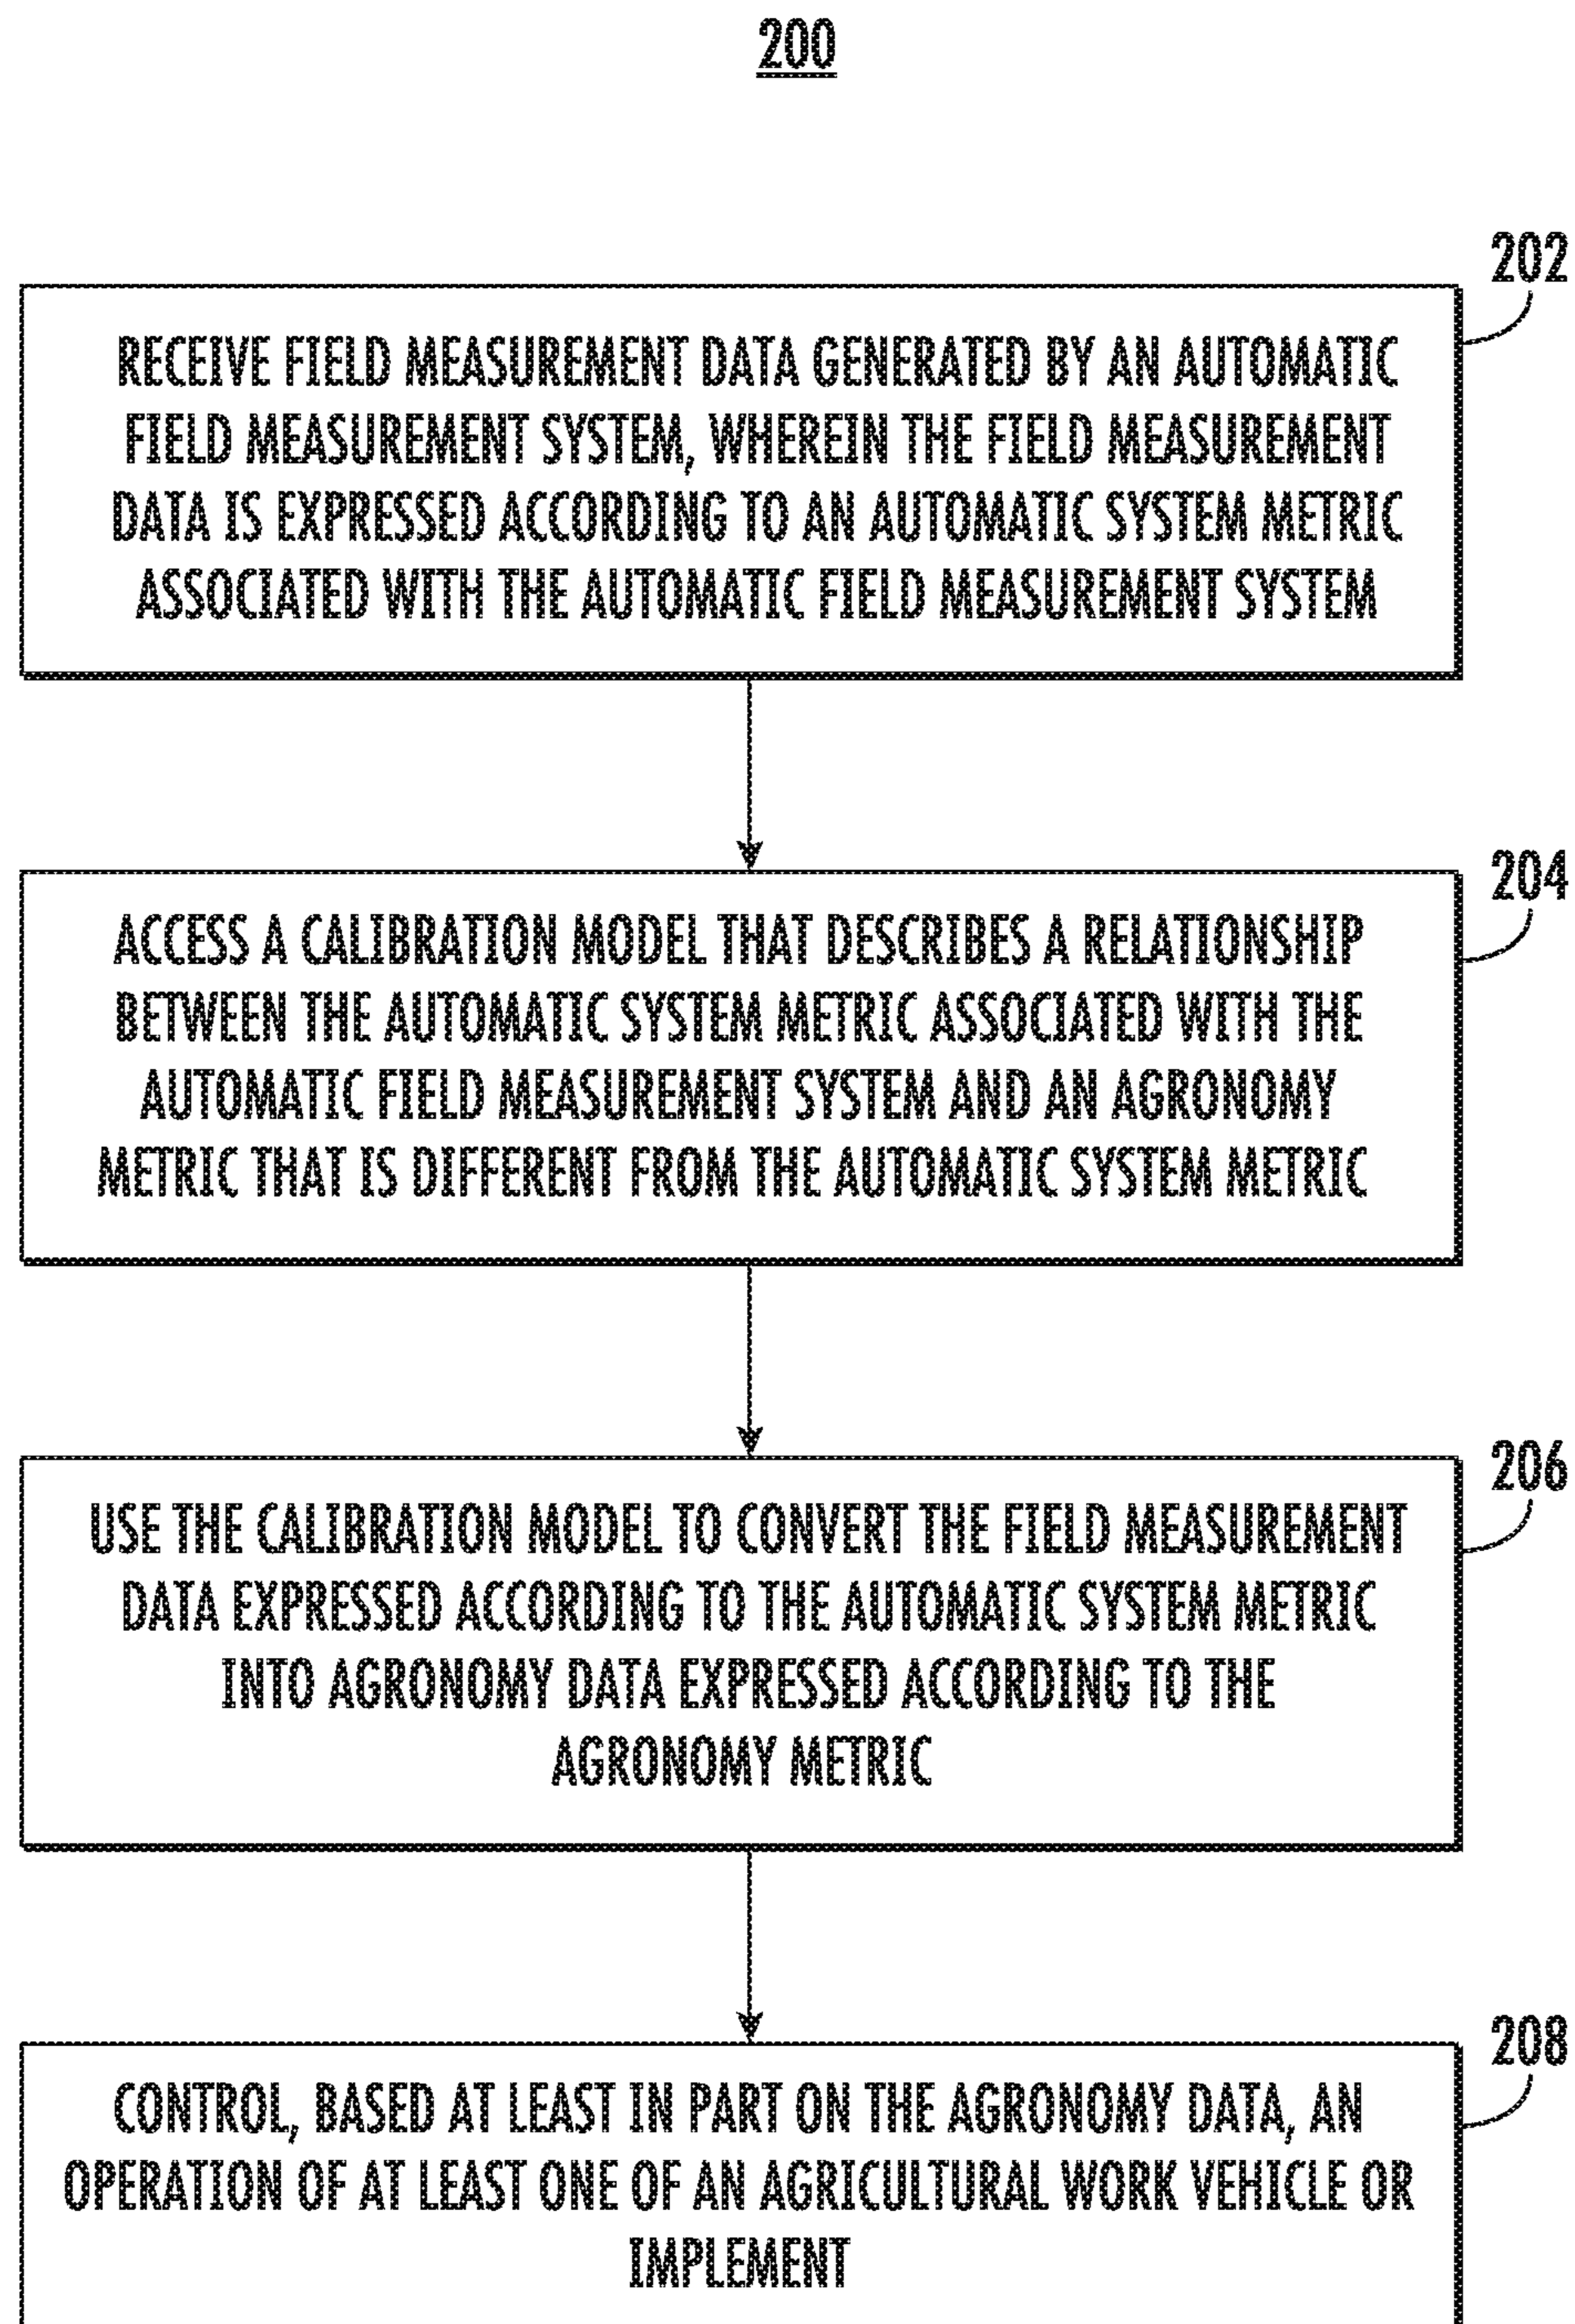 200
202
RECEIVE FIELD MEASUREMENT DATA GENERATED BY AN AUTOMATIC
FIELD MEASUREMENT SYSTEM, WHEREIN THE FIELD MEASUREMENT
DATA IS EXPRESSED ACCORDING TO AN AUTOMATIC SYSTEM METRIC
ASSOCIATED WITH THE AUTOMATIC FIELD MEASUREMENT SYSTEM
204
ACCESS A CALIBRATION MODEL THAT DESCRIBES A RELATIONSHIP
BETWEEN THE AUTOMATIC SYSTEM METRIC ASSOCIATED WITH THE
AUTOMATIC FIELD MEASUREMENT SYSTEM AND AN AGRONOMY
METRIC THAT IS DIFFERENT FROM THE AUTOMATIC SYSTEM METRIC
206
USE THE CALIBRATION MODEL TO CONVERT THE FIELD MEASUREMENT
DATA EXPRESSED ACCORDING TO THE AUTOMATIC SYSTEM METRIC
INTO AGRONOMY DATA EXPRESSED ACCORDING TO THE
AGRONOMY METRIC
208
CONTROL, BASED AT LEAST IN PART ON THE AGRONOMY DATA, AN
OPERATION OF AT LEAST ONE OF AN AGRICULTURAL WORK VEHICLE OR
IMPLEMENT